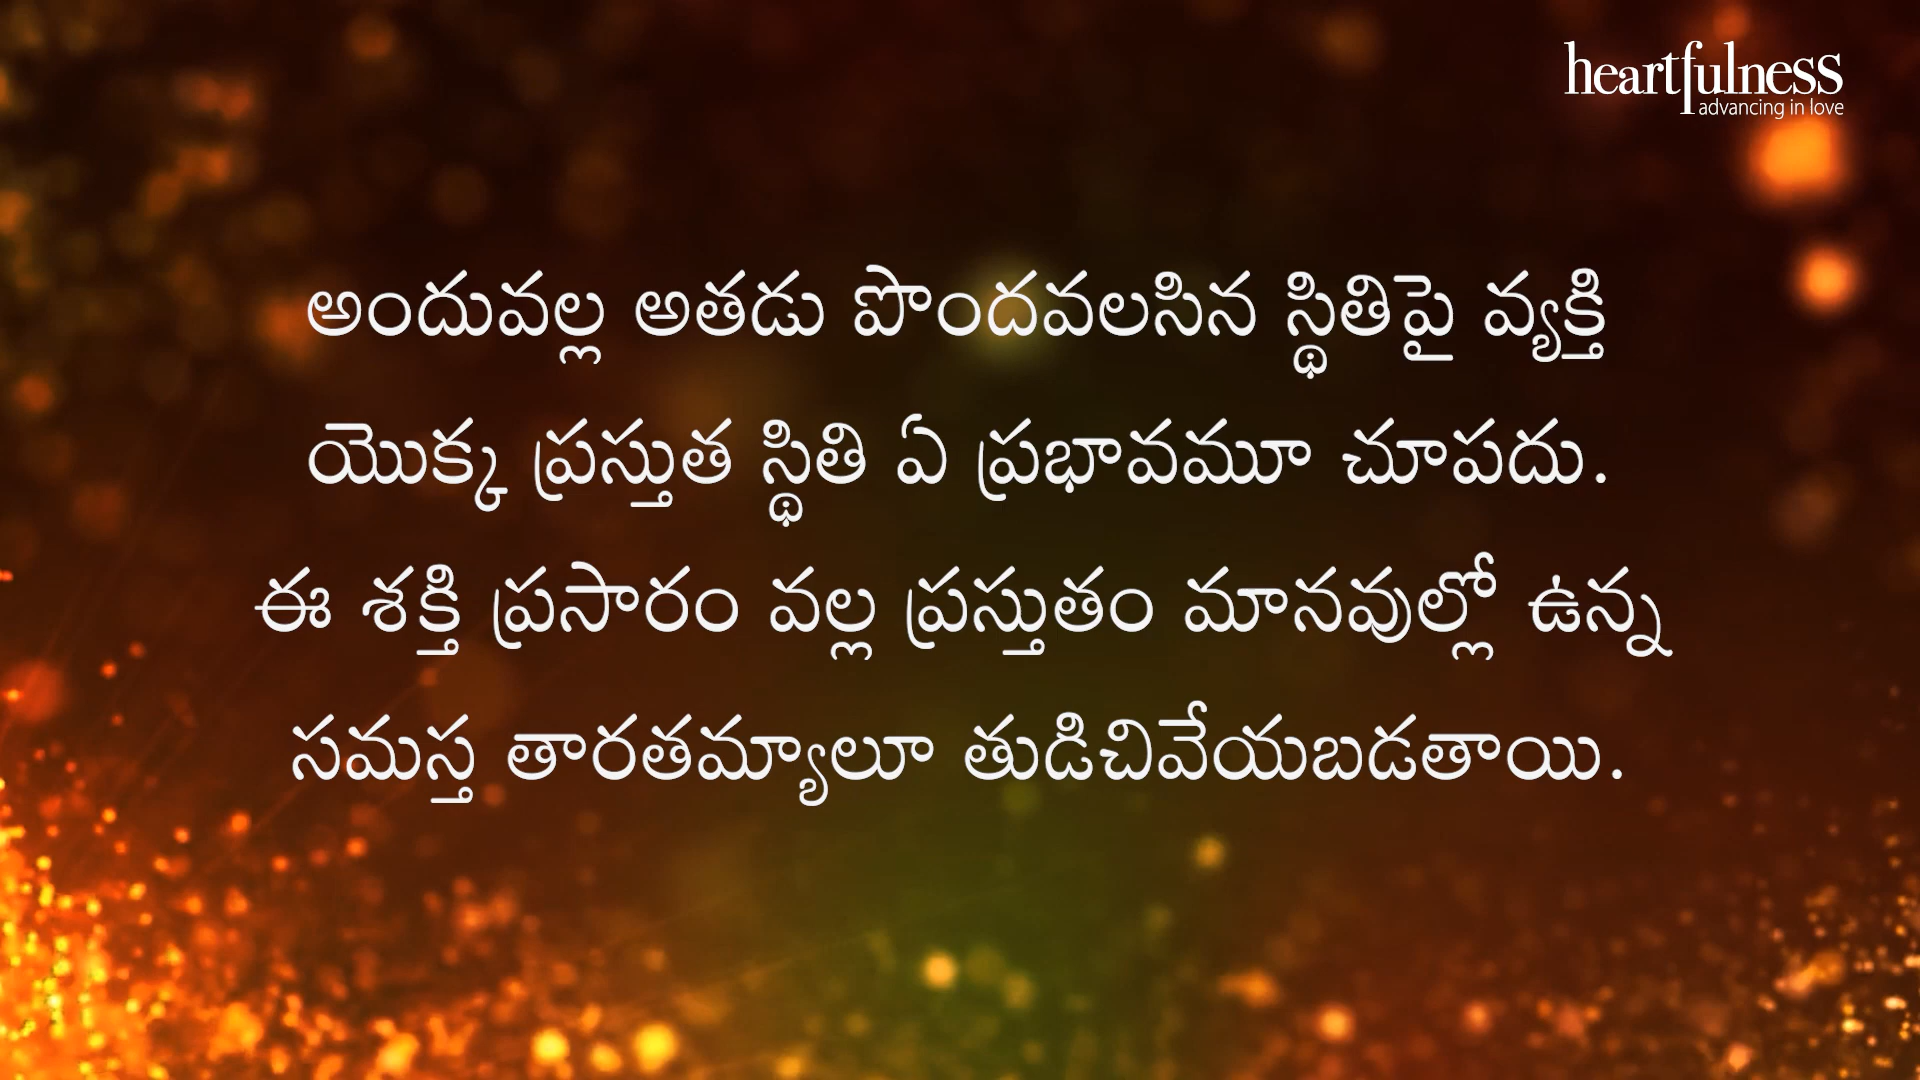 heartfulness
advancing in love
అందువల్ల అతడు పొందవలసిన స్థితిపై వ్యక్తి
యొక్క ప్రస్తుత స్థితి ఏ ప్రభావమూ చూపదు.
ఈ శక్తి ప్రసారం వల్ల ప్రస్తుతం మానవుల్లో ఉన్న
సమస్త తారతమ్యాలూ తుడిచివేయబడతాయి.